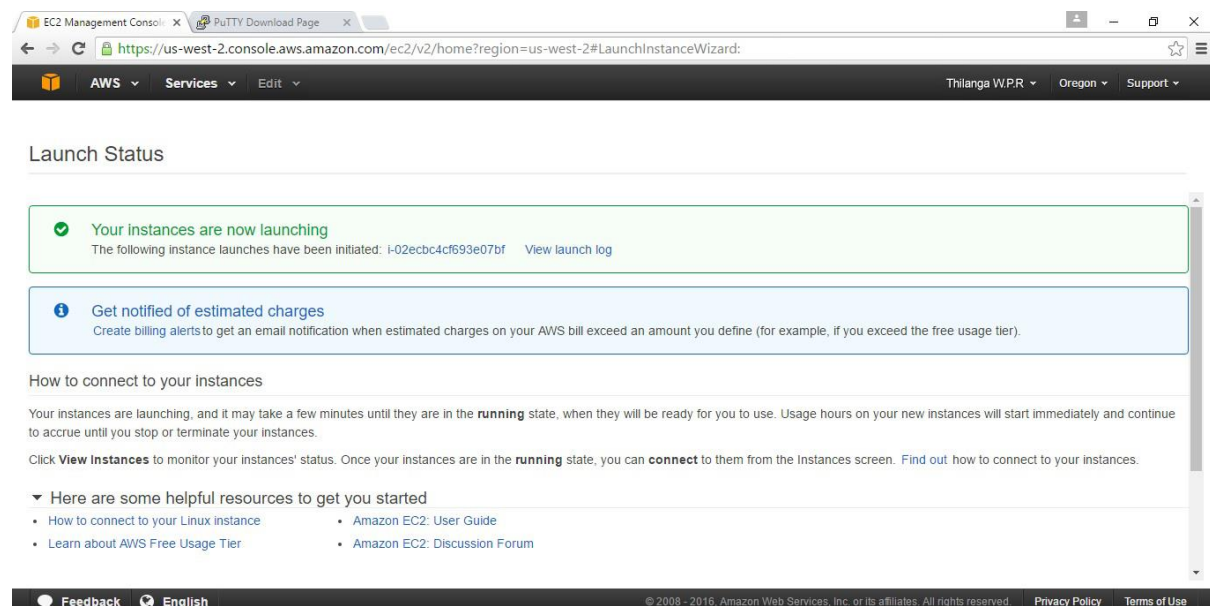 EC2 Management Console
PuTTY Download Page
https://us-west-2.console.aws.amazon.com/ec2/v2/home?region=us-west-2#LaunchInstanceWizard:
AWS Services Edit Thilanga W.P.R Oregon Support
Launch Status
Your instances are now launching
The following instance launches have been initiated: i-02ecbc4cf693e07bf View launch log
Get notified of estimated charges
Create billing alerts to get an email notification when estimated charges on your AWS bill exceed an amount you define (for example, if you exceed the free usage tier).
How to connect to your instances
Your instances are launching, and it may take a few minutes until they are in the running state, when they will be ready for you to use. Usage hours on your new instances will start immediately and continue
to accrue until you stop or terminate your instances.
Click View Instances to monitor your instances' status. Once your instances are in the running state, you can connect to them from the Instances screen. Find out how to connect to your instances.
Here are some helpful resources to get you started
How to connect to your Linux instance
Learn about AWS Free Usage Tier
Amazon EC2: User Guide
Amazon EC2: Discussion Forum
Feedback English © 2008 - 2016, Amazon Web Services, Inc. or its affiliates. All rights reserved. Privacy Policy Terms of Use